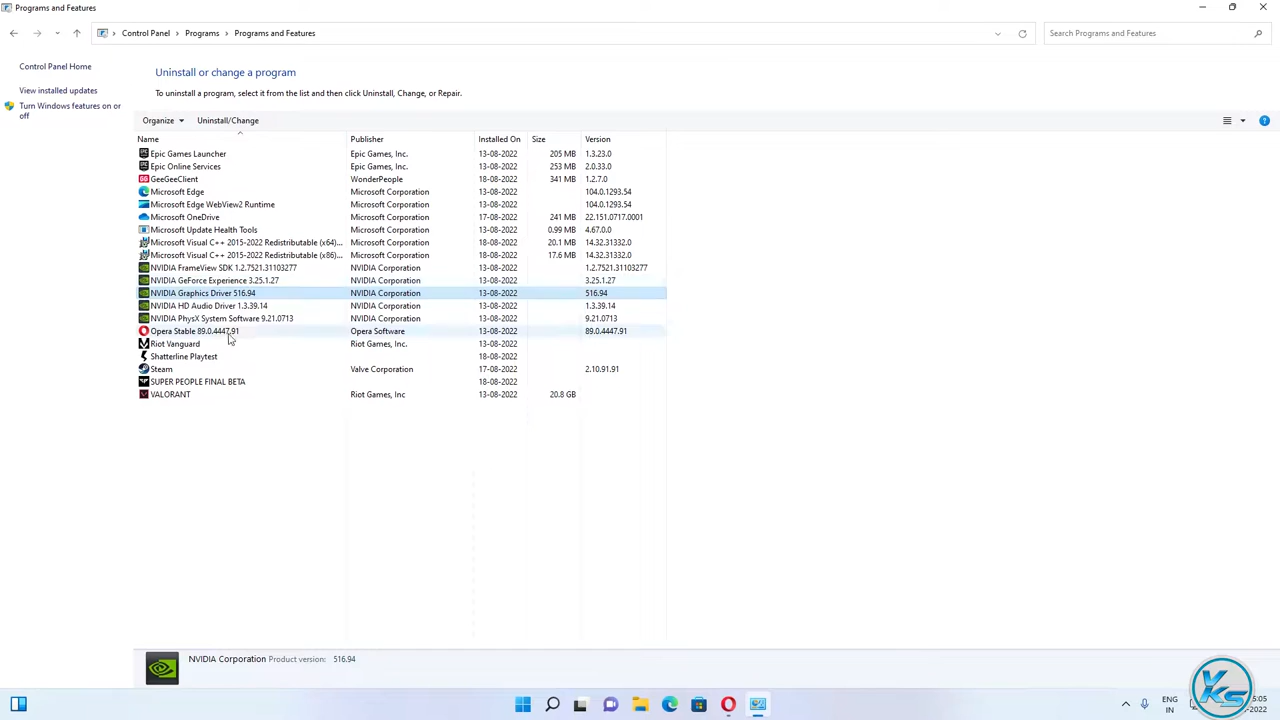 Programs and Features
Control Panel Programs Programs and Features Search Programs and Features
Control Panel Home
View installed updates
Turn Windows features on or off
Uninstall or change a program
To uninstall a program, select it from the list and then click Uninstall, Change, or Repair.
Organize Uninstall/Change
Name Publisher Installed On Size Version
Epic Games Launcher Epic Games, Inc. 13-08-2022 205 MB 1.3.23.0
Epic Online Services Epic Games, Inc. 13-08-2022 253 MB 2.0.33.0
GeeGeeClient WonderPeople 18-08-2022 341 MB 1.2.7.0
Microsoft Edge Microsoft Corporation 13-08-2022 104.0.1293.54
Microsoft Edge WebView2 Runtime Microsoft Corporation 13-08-2022 104.0.1293.54
Microsoft OneDrive Microsoft Corporation 17-08-2022 241 MB 22.151.0717.0001
Microsoft Update Health Tools Microsoft Corporation 13-08-2022 0.99 MB 4.67.0.0
Microsoft Visual C++ 2015-2022 Redistributable (x64)... Microsoft Corporation 18-08-2022 20.1 MB 14.32.31332.0
Microsoft Visual C++ 2015-2022 Redistributable (x86)... Microsoft Corporation 18-08-2022 17.6 MB 14.32.31332.0
NVIDIA FrameView SDK 1.2.7521.31103277 NVIDIA Corporation 13-08-2022 1.2.7521.31103277
NVIDIA GeForce Experience 3.25.1.27 NVIDIA Corporation 13-08-2022 3.25.1.27
NVIDIA Graphics Driver 516.94 NVIDIA Corporation 13-08-2022 516.94
NVIDIA HD Audio Driver 1.3.39.14 NVIDIA Corporation 13-08-2022 1.3.39.14
NVIDIA PhysX System Software 9.21.0713 NVIDIA Corporation 13-08-2022 9.21.0713
Opera Stable 89.0.4447.91 Opera Software 13-08-2022 89.0.4447.91
Riot Vanguard Riot Games, Inc. 13-08-2022
Shatterline Playtest 18-08-2022
Steam Valve Corporation 17-08-2022 2.10.91.91
SUPER PEOPLE FINAL BETA 18-08-2022
VALORANT Riot Games, Inc 13-08-2022 20.8 GB
NVIDIA Corporation Product version: 516.94
ENG
IN
KS